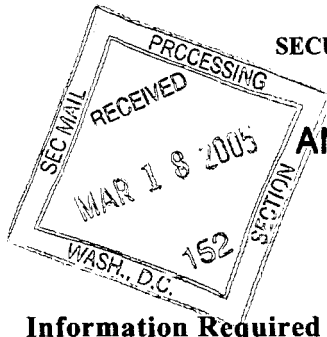 SECU
PROCESSING
SEC MAIL
RECEIVED
AN
MAR 18 2005
SECTION
152
WASH., D.C.
Information Required